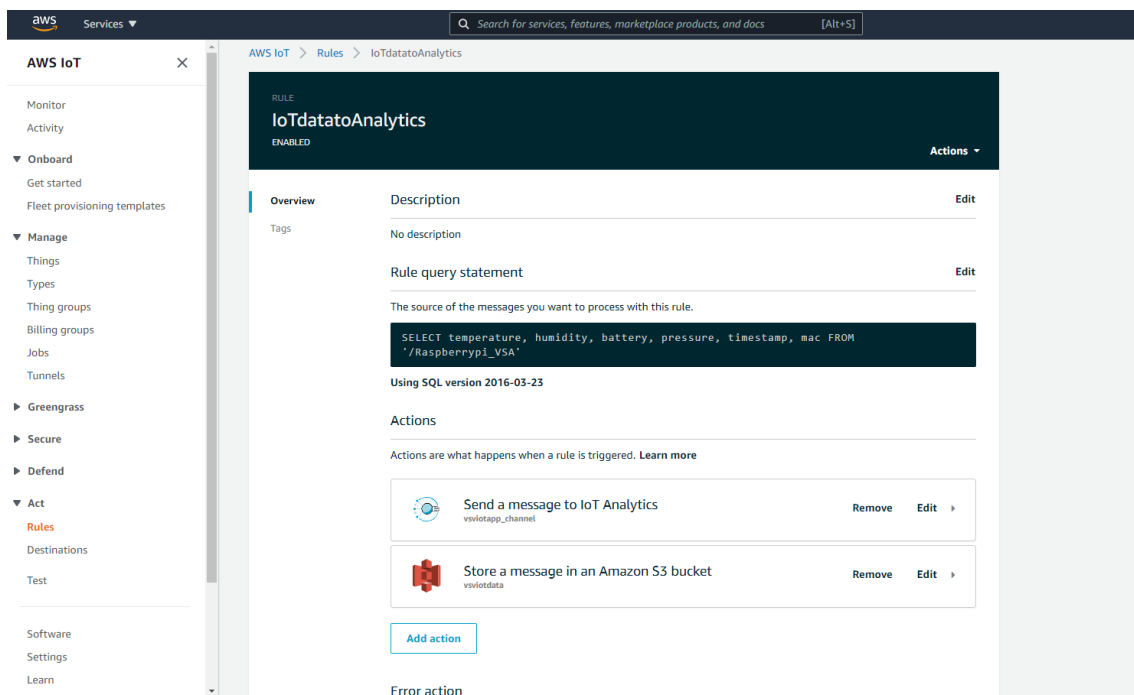 aws
Services ▼
Search for services, features, marketplace products, and docs
[Alt+S]
AWS IoT
Monitor
Activity
Onboard
Get started
Fleet provisioning templates
Manage
Things
Types
Thing groups
Billing groups
Jobs
Tunnels
Greengrass
Secure
Defend
Act
Rules
Destinations
Test
Software
Settings
Learn
AWS IoT > Rules > IoTdatatoAnalytics
RULE
IoTdatatoAnalytics
ENABLED
Actions
Overview
Tags
Description
Edit
No description
Rule query statement
Edit
The source of the messages you want to process with this rule.
SELECT temperature, humidity, battery, pressure, timestamp, mac FROM
'/Raspberrypi_VSA'
Using SQL version 2016-03-23
Actions
Actions are what happens when a rule is triggered. Learn more
Send a message to IoT Analytics
vsviotapp_channel
Remove
Edit
Store a message in an Amazon S3 bucket
vsviotdata
Remove
Edit
Add action
Error action